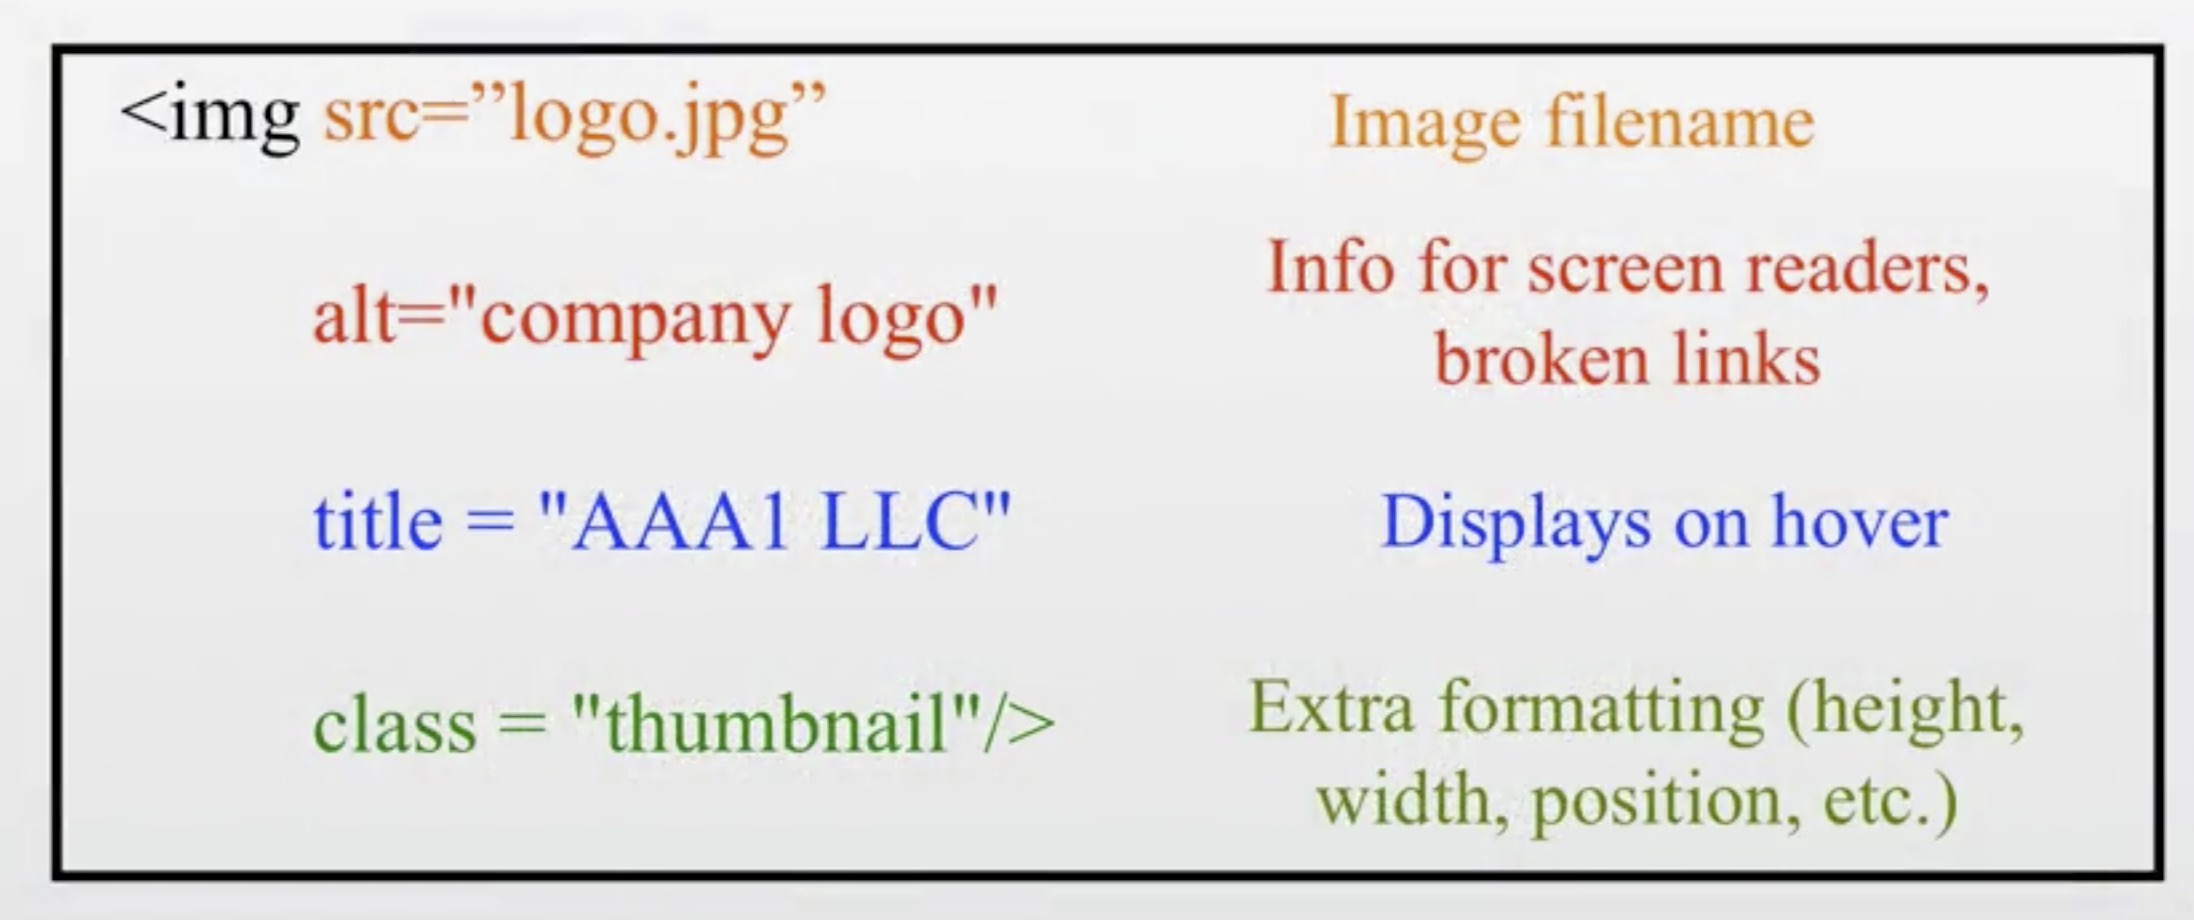 <img src=”logo.jpg” Image filename
alt="company logo" Info for screen readers,
broken links
title = "AAA1 LLC" Displays on hover
class = "thumbnail"/> Extra formatting (height,
width, position, etc.)